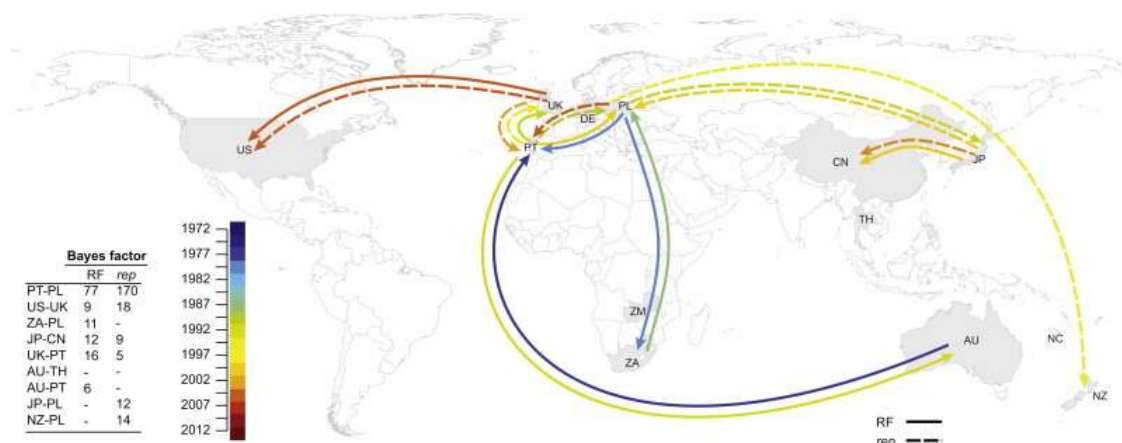 UK
PL
DE
US
PT
CN
JP
TH
1972
1977
1982
1987
1992
1997
2002
2007
2012
Bayes factor
RF rep
PT-PL 77 170
US-UK 9 18
ZA-PL 11 -
JP-CN 12 9
UK-PT 16 5
AU-TH - -
AU-PT 6 -
JP-PL - 12
NZ-PL - 14
ZM
ZA
AU
NC
NZ
RF
rep